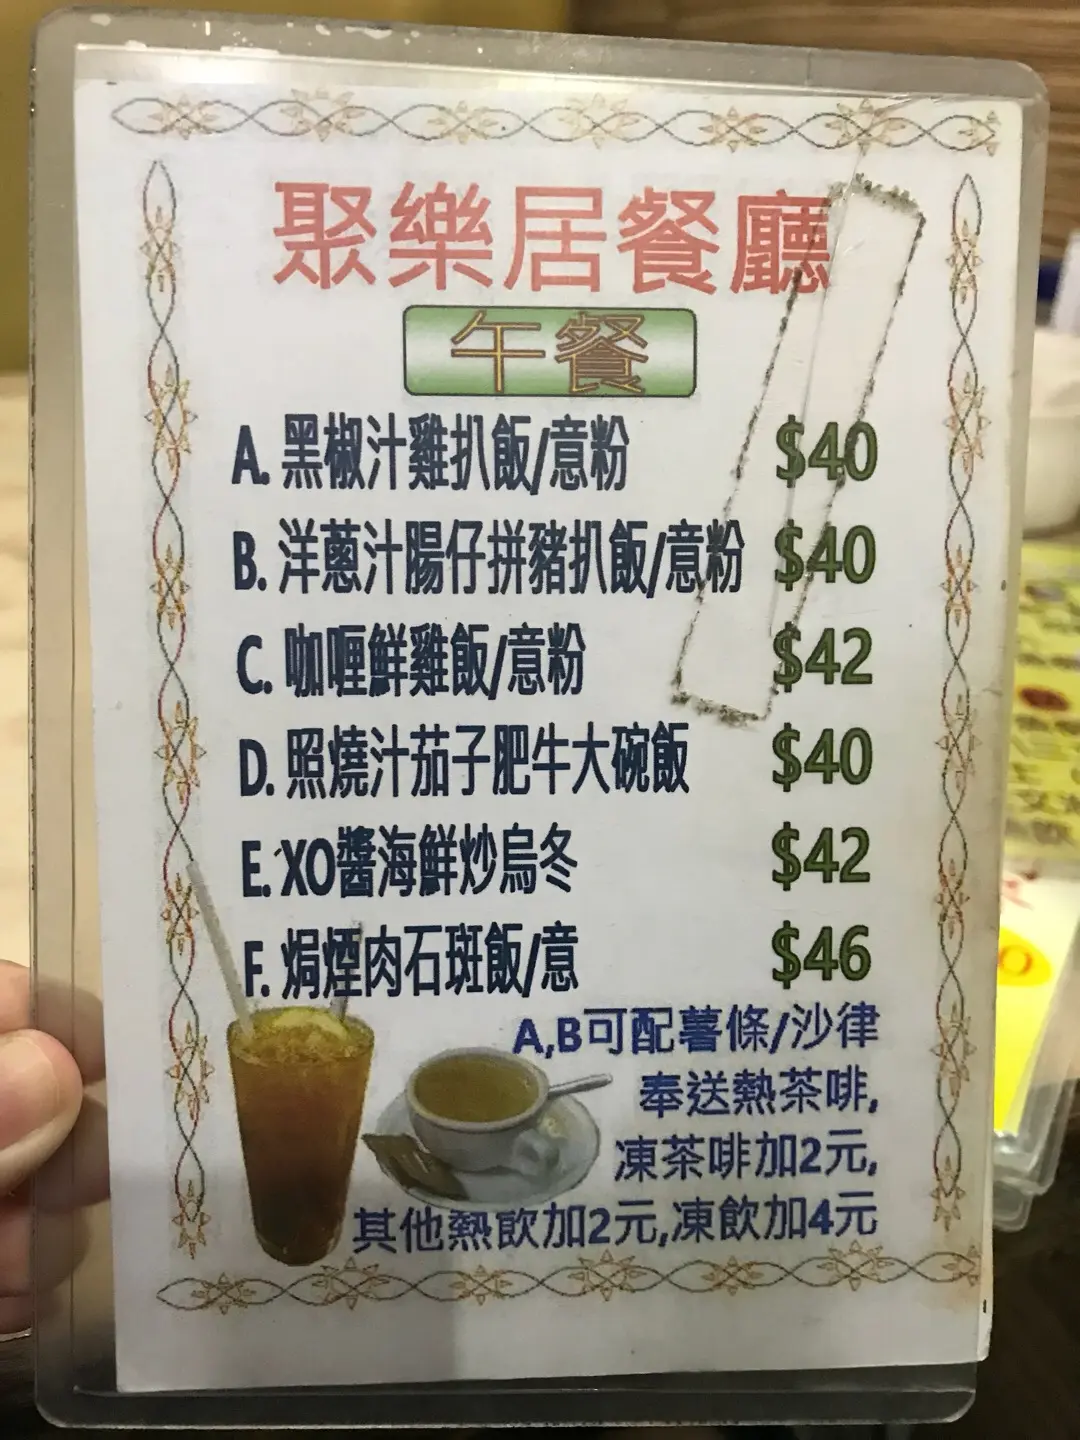 聚樂居餐廳
午餐
A. 黑椒汁雞扒飯/意粉 $40
B. 洋蔥汁腸仔拼豬扒飯/意粉 $40
C. 咖喱鮮雞飯/意粉 $42
D. 照燒汁茄子肥牛大碗飯 $40
E. XO醬海鮮炒烏冬 $42
F. 焗煙肉石斑飯/意 $46
A,B可配薯條/沙律
奉送熱茶啡,
凍茶啡加2元,
其他熱飲加2元,凍飲加4元